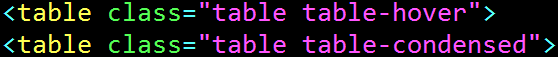 <table class="table table-hover">
<table class="table table-condensed">